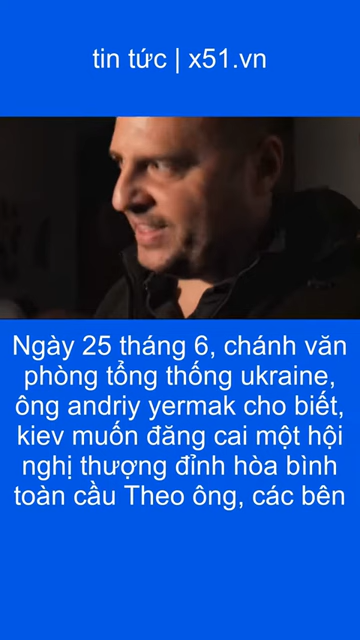 tin tức | x51.vn
Ngày 25 tháng 6, chánh văn
phòng tổng thống ukraine,
ông andriy yermak cho biết,
kiev muốn đăng cai một hội
nghị thượng đỉnh hòa bình
toàn cầu Theo ông, các bên